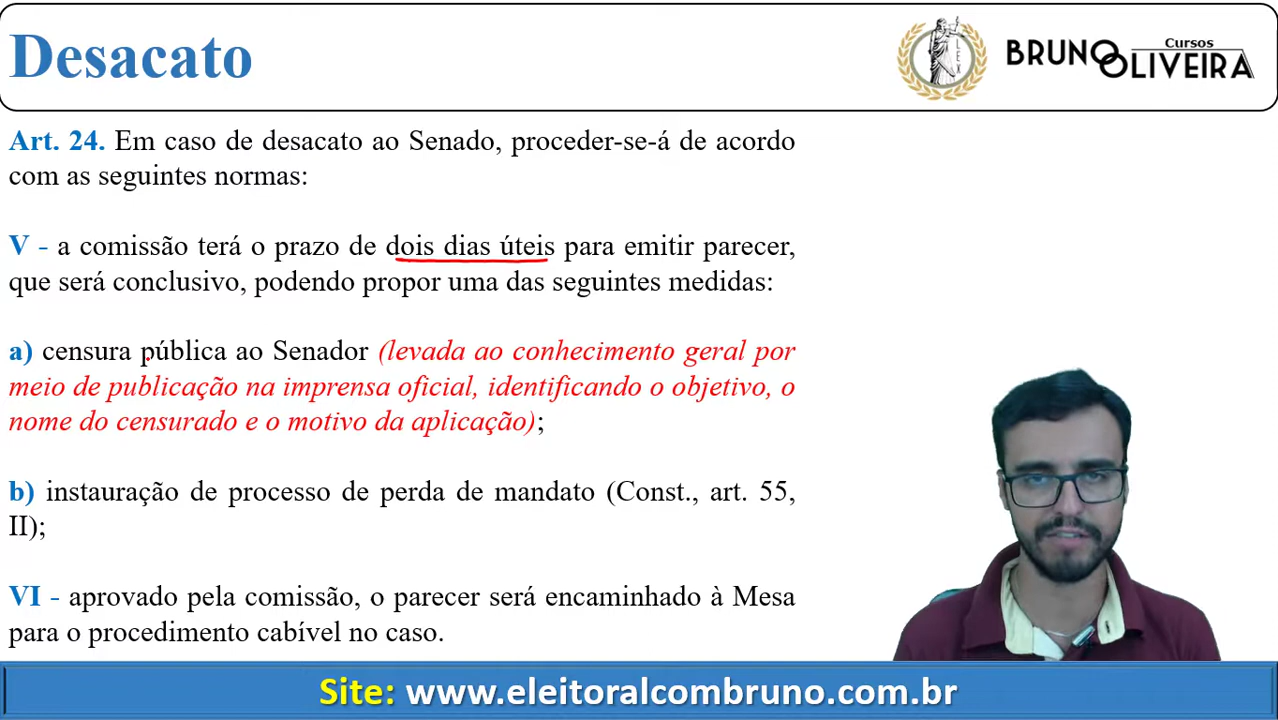 Desacato
LEX
Cursos
BRUNO
OLIVEIRA
Art. 24. Em caso de desacato ao Senado, proceder-se-á de acordo
com as seguintes normas:
V - a comissão terá o prazo de dois dias úteis para emitir parecer,
que será conclusivo, podendo propor uma das seguintes medidas:
a) censura pública ao Senador (levada ao conhecimento geral por
meio de publicação na imprensa oficial, identificando o objetivo, o
nome do censurado e o motivo da aplicação);
b) instauração de processo de perda de mandato (Const., art. 55,
II);
VI - aprovado pela comissão, o parecer será encaminhado à Mesa
para o procedimento cabível no caso.
Site: www.eleitoralcombruno.com.br